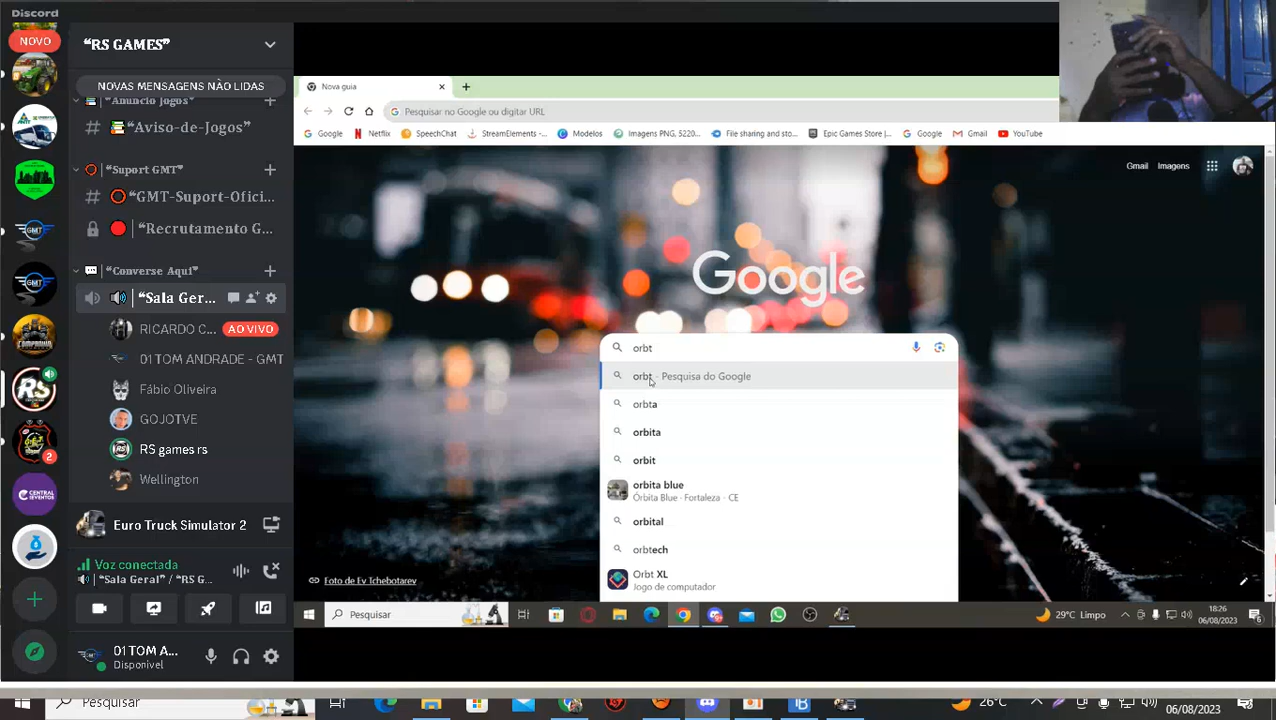 Discord
NOVO
“RS GAMES”
NOVAS MENSAGENS NÃO LIDAS
"Anuncio Jogos"
# |"Aviso-de-Jogos”
|"Suport GMT"
# "GMT-Suport-Ofici...
| “Recrutamento G...
|"Converse Aqui"
|“Sala Ger...
RICARDO C... AO VIVO
01 TOM ANDRADE - GMT
Fábio Oliveira
GOJOTVE
RS games rs
Wellington
2
CENTRAL EVENTOS
Euro Truck Simulator 2
Voz conectada
|"Sala Geral” / “RS G...
01 TOM A...
Disponível
Nova guia
Pesquisar no Google ou digitar URL
Google
Netflix
SpeechChat
StreamElements -...
Modelos
Imagens PNG, 5220...
File sharing and sto...
Epic Games Store |...
Google
Gmail
YouTube
Gmail Imagens
Google
orbt
orbt - Pesquisa do Google
orbta
orbita
orbit
orbita blue
Órbita Blue · Fortaleza · CE
orbital
orbtech
Orbt XL
Jogo de computador
Foto de Ev Tchebotarev
Pesquisar
29°C Limpo
18:26
06/08/2023
6
Pesquisar
26°C
06/08/2023